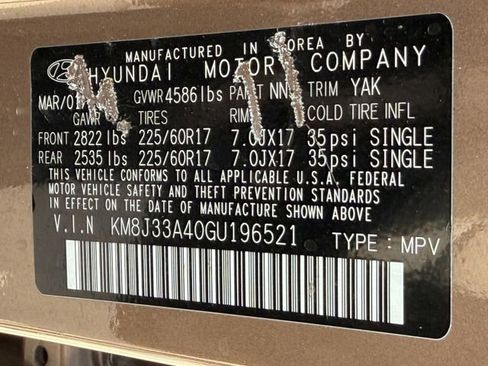 MANUFACTURED IN KOREA BY
HYUNDAI MOTOR COMPANY
MAR/01 GVWR 4586 lbs PAINT NN TRIM YAK
GAWR TIRES RIMS COLD TIRE INFL
FRONT 2822 lbs 225/60R17 7.0JX17 35psi SINGLE
REAR 2535 lbs 225/60R17 7.0JX17 35psi SINGLE
THIS VEHICLE CONFORMS TO ALL APPLICABLE U.S.A. FEDERAL
MOTOR VEHICLE SAFETY AND THEFT PREVENTION STANDARDS
IN EFFECT ON THE DATE OF MANUFACTURE SHOWN ABOVE.
V.I.N KM8J33A40GU196521 TYPE : MPV